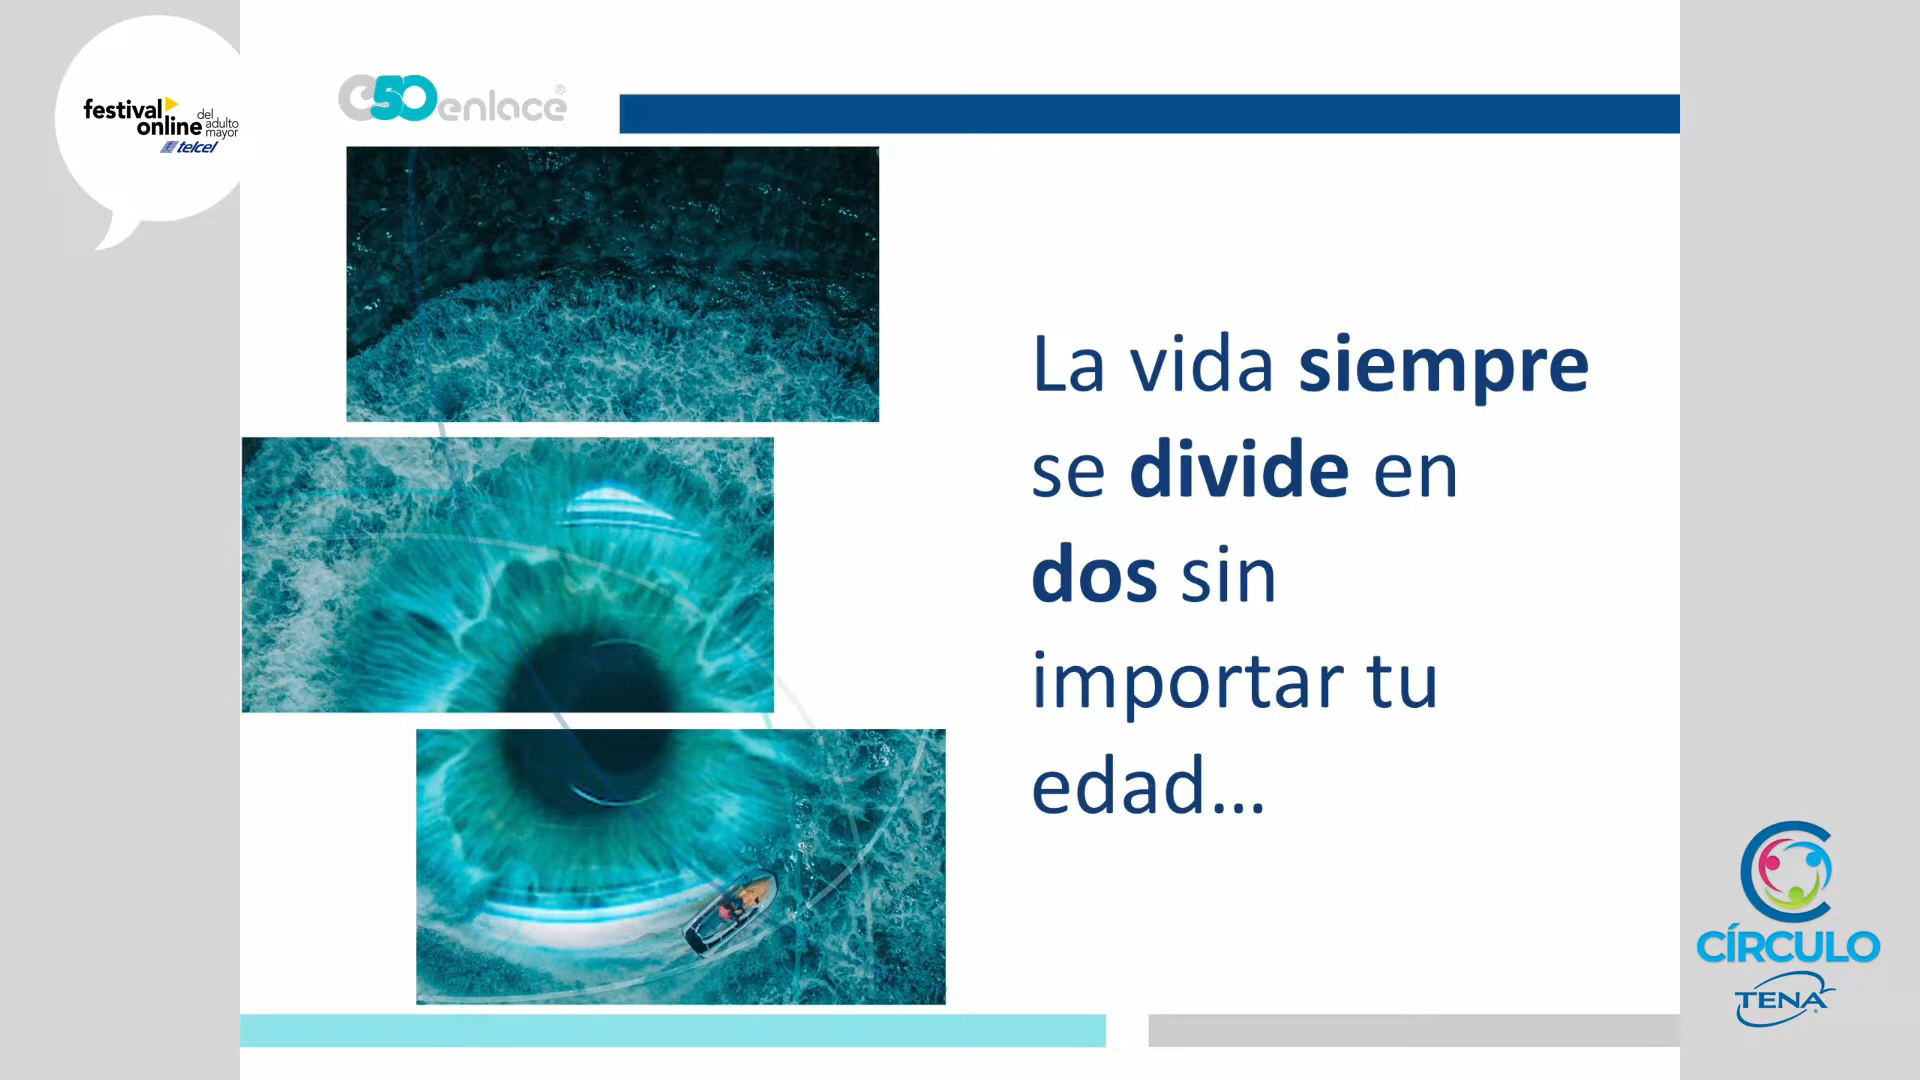 festival
online
del
adulto
mayor
telcel
e50enlace®
La vida siempre
se divide en
dos sin
importar tu
edad...
CÍRCULO
TENA